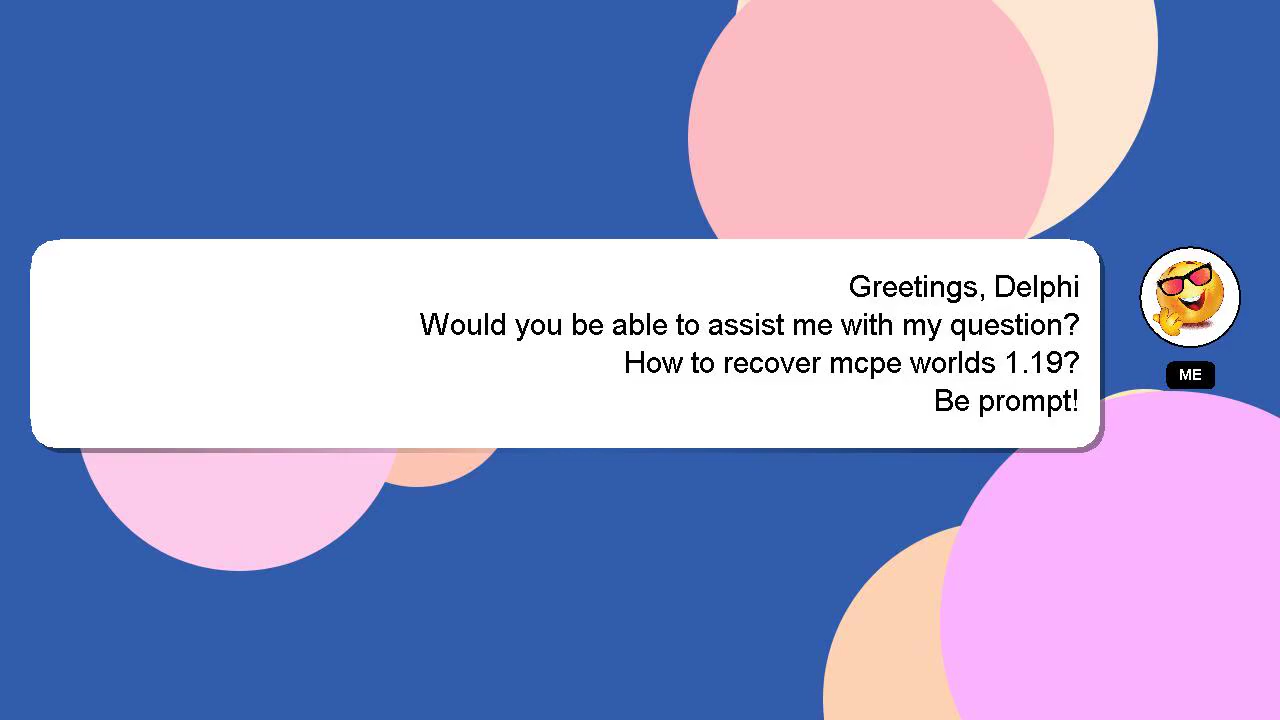 Greetings, Delphi
Would you be able to assist me with my question?
How to recover mcpe worlds 1.19?
Be prompt!
ME